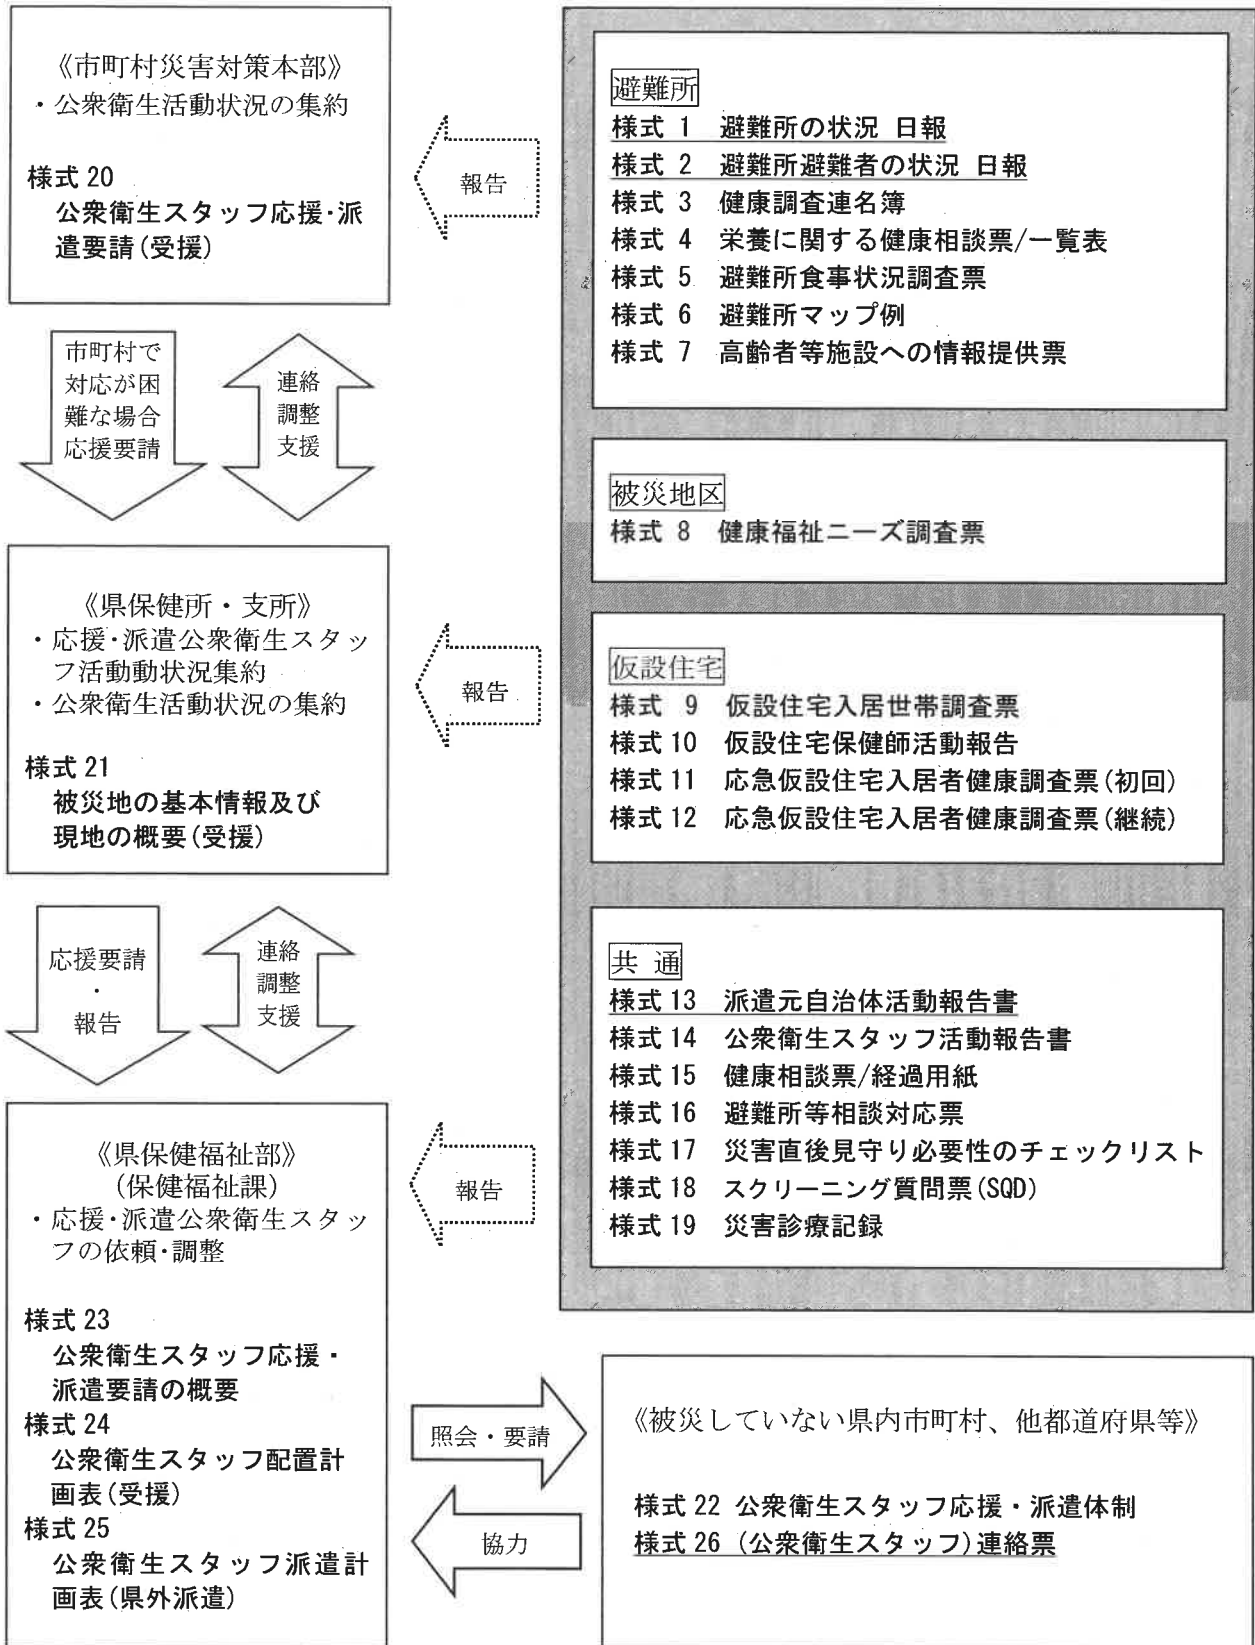 《市町村災害対策本部》
・公衆衛生活動状況の集約
様式 20
公衆衛生スタッフ応援・派
遣要請(受援)
報告
市町村で
対応が困
難な場合
応援要請
連絡
調整
支援
《県保健所・支所》
・応援・派遣公衆衛生スタッ
フ活動動状況集約
・公衆衛生活動状況の集約
様式 21
被災地の基本情報及び
現地の概要(受援)
報告
応援要請
・
報告
連絡
調整
支援
《県保健福祉部》
(保健福祉課)
・応援・派遣公衆衛生スタッ
フの依頼・調整
様式 23
公衆衛生スタッフ応援・
派遣要請の概要
様式 24
公衆衛生スタッフ配置計
画表(受援)
様式 25
公衆衛生スタッフ派遣計
画表(県外派遣)
報告
避難所
様式 1 避難所の状況 日報
様式 2 避難所避難者の状況 日報
様式 3 健康調査連名簿
様式 4 栄養に関する健康相談票/一覧表
様式 5 避難所食事状況調査票
様式 6 避難所マップ例
様式 7 高齢者等施設への情報提供票
被災地区
様式 8 健康福祉ニーズ調査票
仮設住宅
様式 9 仮設住宅入居世帯調査票
様式 10 仮設住宅保健師活動報告
様式 11 応急仮設住宅入居者健康調査票(初回)
様式 12 応急仮設住宅入居者健康調査票(継続)
共 通
様式 13 派遣元自治体活動報告書
様式 14 公衆衛生スタッフ活動報告書
様式 15 健康相談票/経過用紙
様式 16 避難所等相談対応票
様式 17 災害直後見守り必要性のチェックリスト
様式 18 スクリーニング質問票(SQD)
様式 19 災害診療記録
照会・要請
協力
《被災していない県内市町村、他都道府県等》
様式 22 公衆衛生スタッフ応援・派遣体制
様式 26 (公衆衛生スタッフ)連絡票